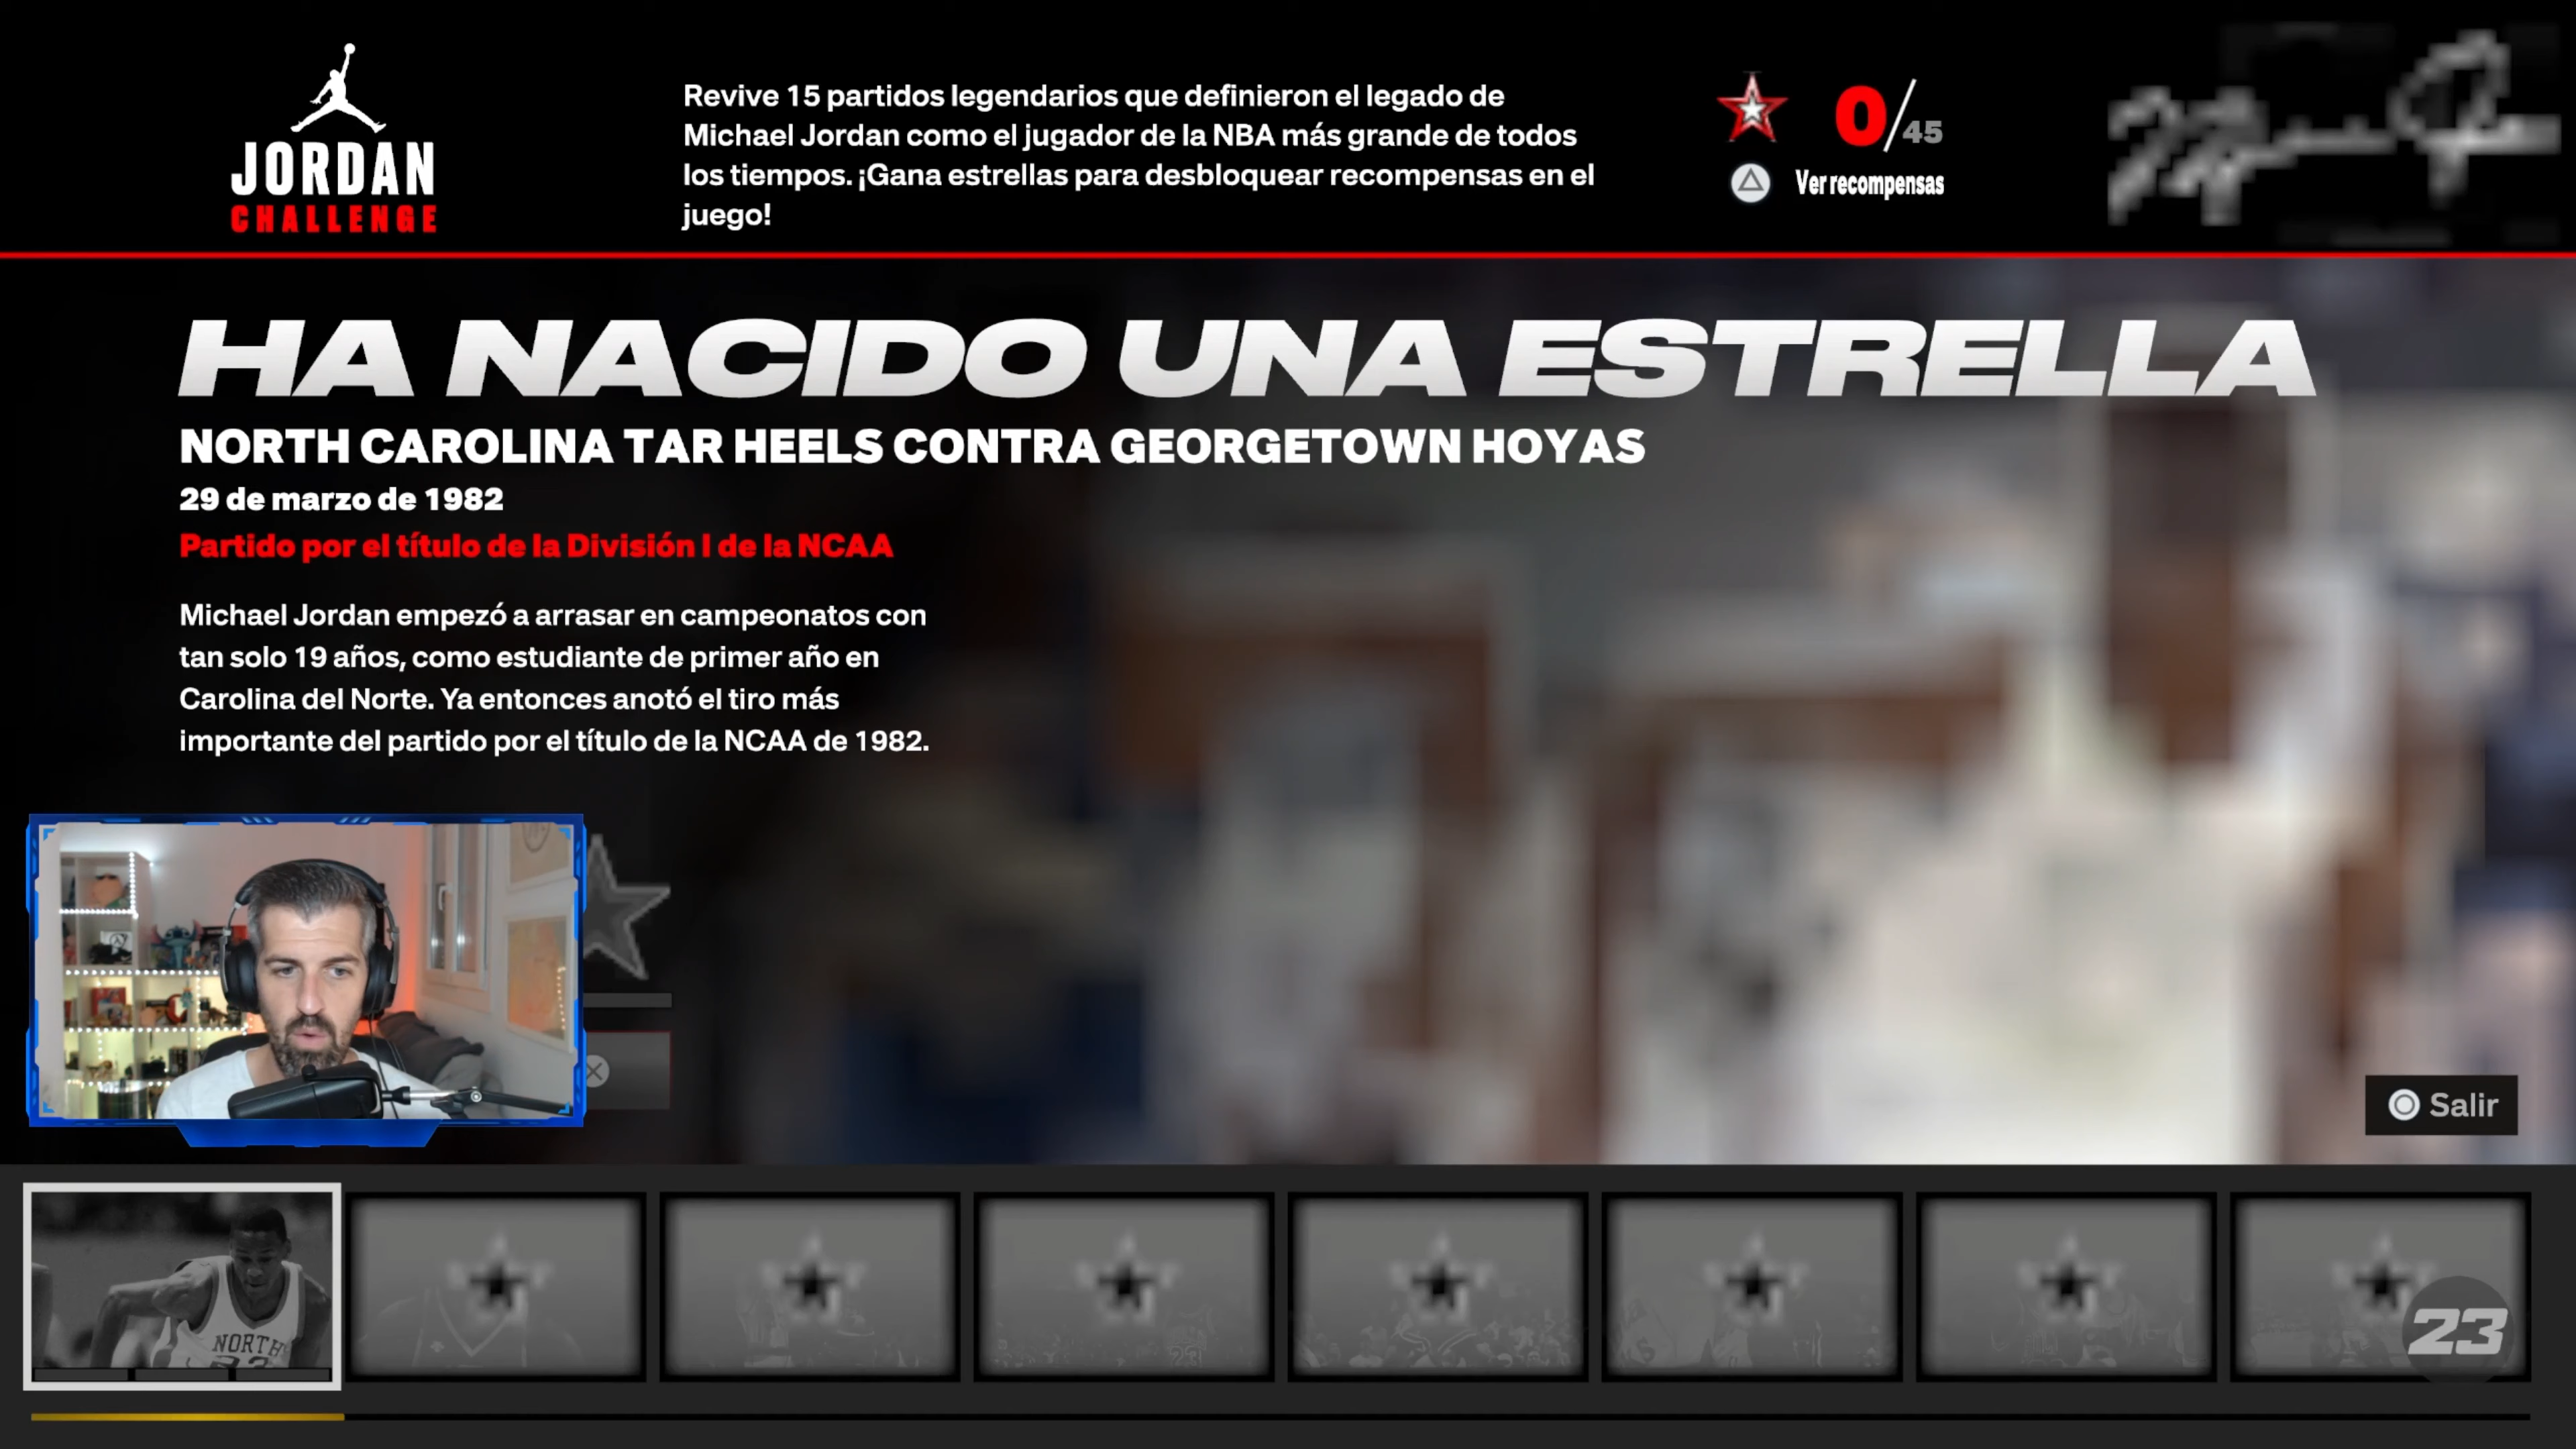 JORDAN
CHALLENGE
Revive 15 partidos legendarios que definieron el legado de
Michael Jordan como el jugador de la NBA más grande de todos
los tiempos. ¡Gana estrellas para desbloquear recompensas en el
juego!
0/45
Ver recompensas
HA NACIDO UNA ESTRELLA
NORTH CAROLINA TAR HEELS CONTRA GEORGETOWN HOYAS
29 de marzo de 1982
Partido por el título de la División I de la NCAA
Michael Jordan empezó a arrasar en campeonatos con
tan solo 19 años, como estudiante de primer año en
Carolina del Norte. Ya entonces anotó el tiro más
importante del partido por el título de la NCAA de 1982.
Salir
NORTH
23